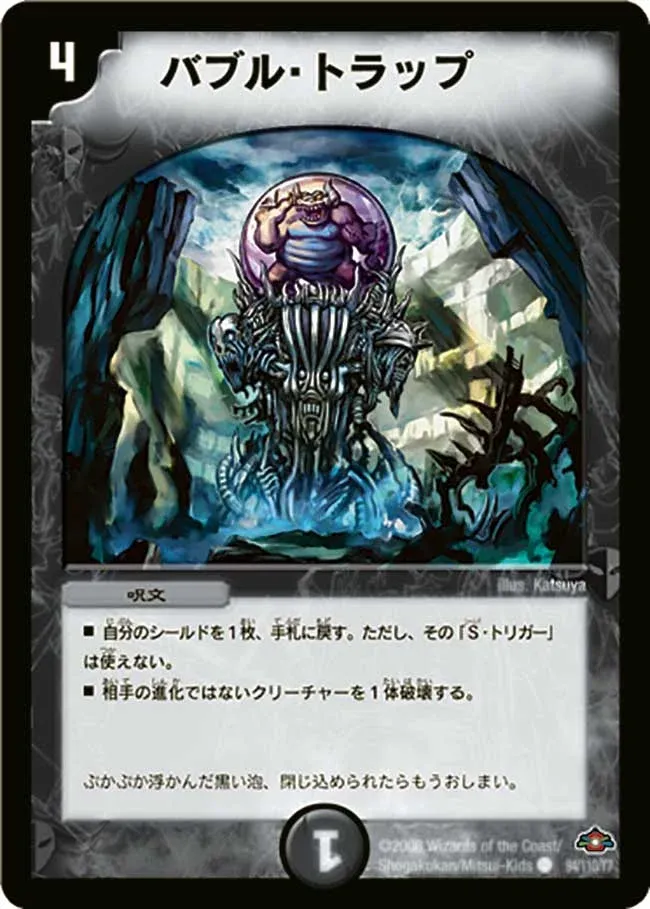 4
バブル・トラップ
illus. Katsuya
呪文
■ 自分のシールドを1枚、手札に戻す。ただし、その「S・トリガー」
は使えない。
■ 相手の進化ではないクリーチャーを1体破壊する。
ぷかぷか浮かんだ黒い泡、閉じ込められたらもうおしまい。
1
©2008 Wizards of the Coast/
Shogakukan/Mitsui-Kids
94/110/Y7